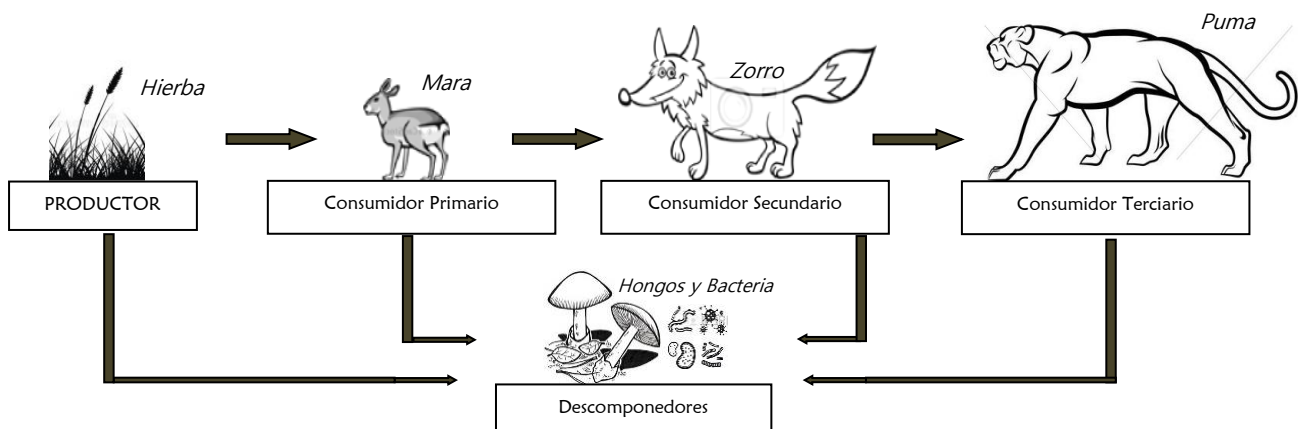 Hierba
Mara
Zorro
Puma
PRODUCTOR
Consumidor Primario
Consumidor Secundario
Consumidor Terciario
Hongos y Bacteria
Descomponedores